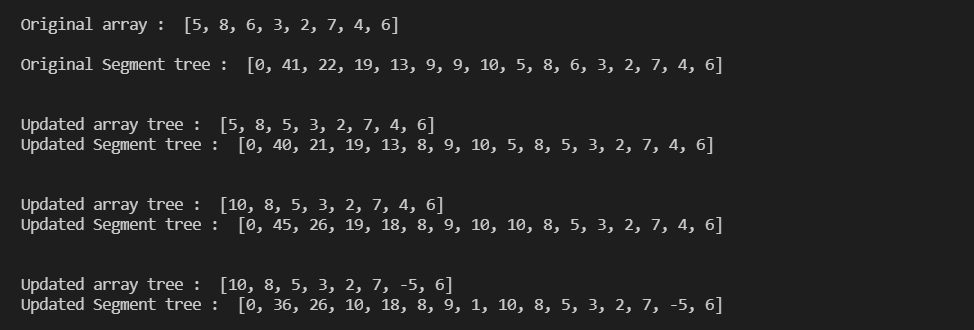 Original array :  [5, 8, 6, 3, 2, 7, 4, 6]
Original Segment tree :  [0, 41, 22, 19, 13, 9, 9, 10, 5, 8, 6, 3, 2, 7, 4, 6]
Updated array tree :  [5, 8, 5, 3, 2, 7, 4, 6]
Updated Segment tree :  [0, 40, 21, 19, 13, 8, 9, 10, 5, 8, 5, 3, 2, 7, 4, 6]
Updated array tree :  [10, 8, 5, 3, 2, 7, 4, 6]
Updated Segment tree :  [0, 45, 26, 19, 18, 8, 9, 10, 10, 8, 5, 3, 2, 7, 4, 6]
Updated array tree :  [10, 8, 5, 3, 2, 7, -5, 6]
Updated Segment tree :  [0, 36, 26, 10, 18, 8, 9, 1, 10, 8, 5, 3, 2, 7, -5, 6]